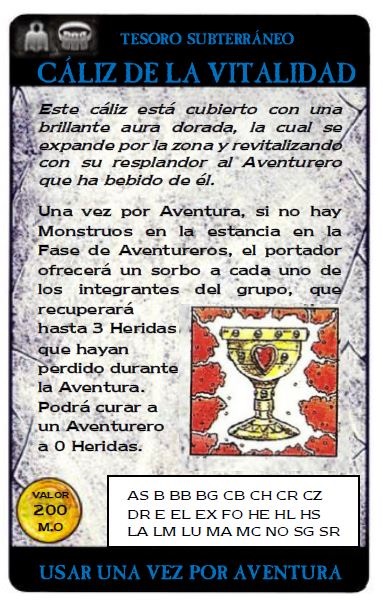 TESORO SUBTERRÁNEO
CÁLIZ DE LA VITALIDAD
Este cáliz está cubierto con una
brillante aura dorada, la cual se
expande por la zona y revitalizando
con su resplandor al Aventurero
que ha bebido de él.
Una vez por Aventura, si no hay
Monstruos en la estancia en la
Fase de Aventureros, el portador
ofrecerá un sorbo a cada uno de
los integrantes del grupo, que
recuperará
hasta 3 Heridas
que hayan
perdido durante
la Aventura.
Podrá curar a
un Aventurero
a 0 Heridas.
VALOR
200
M.O
AS B BB BG CB CH CR CZ
DR E EL EX FO HE HL HS
LA LM LU MA MC NO SG SR
USAR UNA VEZ POR AVENTURA